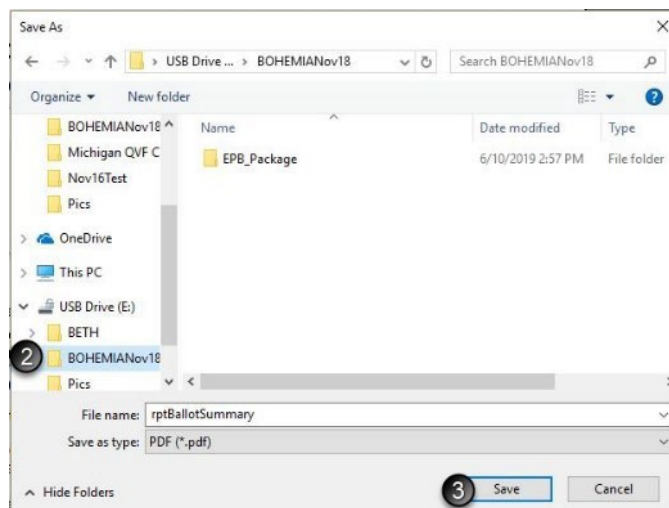 Save As
USB Drive ... > BOHEMIANov18
Search BOHEMIANov18
Organize
New folder
BOHEMIANov18
Michigan QVF C
Nov16Test
Pics
OneDrive
This PC
USB Drive (E:)
BETH
2
BOHEMIANov18
Pics
Name
Date modified
Type
EPB_Package
6/10/2019 2:57 PM
File folder
File name:
rptBallotSummary
Save as type:
PDF (*.pdf)
Hide Folders
3
Save
Cancel